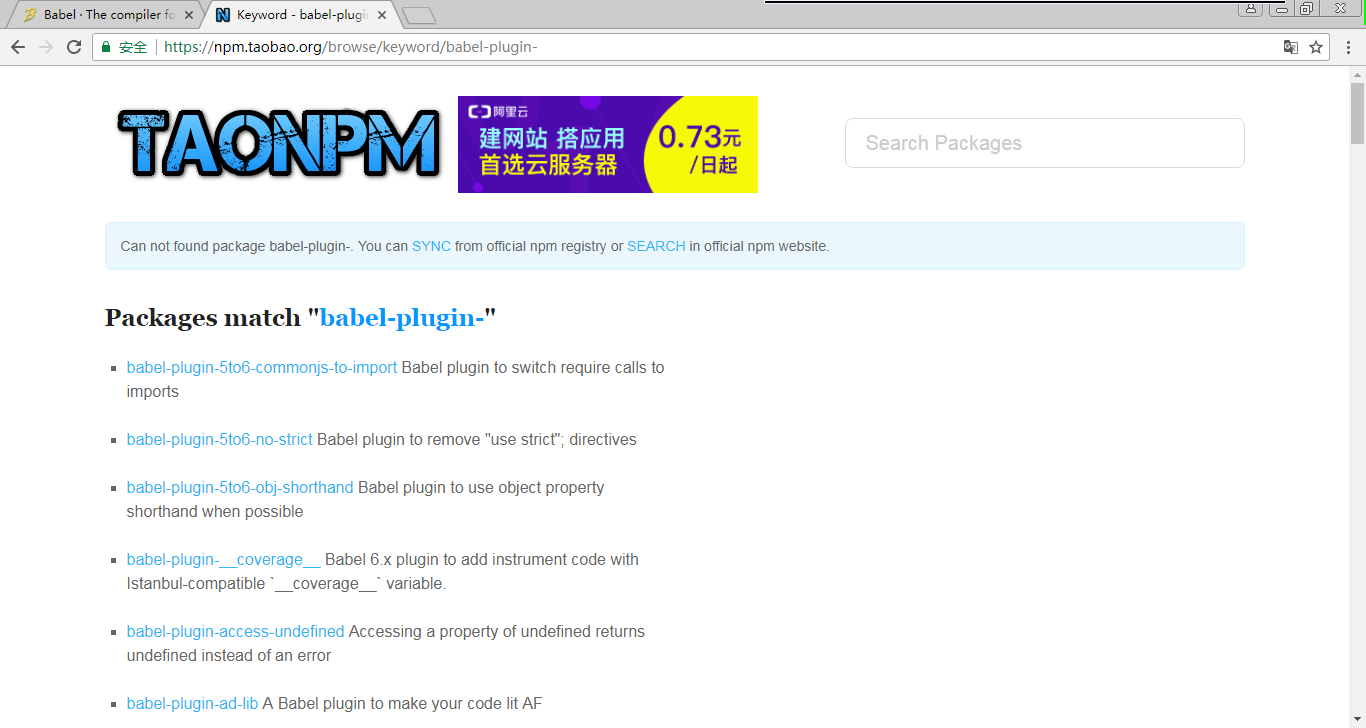 Babel · The compiler fo
Keyword - babel-plugin
安全
https://npm.taobao.org/browse/keyword/babel-plugin-
TAONPM
阿里云
建网站 搭应用
首选云服务器
0.73元
/日起
Search Packages
Can not found package babel-plugin-. You can SYNC from official npm registry or SEARCH in official npm website.
Packages match "babel-plugin-"
babel-plugin-5to6-commonjs-to-import Babel plugin to switch require calls to
imports
babel-plugin-5to6-no-strict Babel plugin to remove "use strict"; directives
babel-plugin-5to6-obj-shorthand Babel plugin to use object property
shorthand when possible
babel-plugin-__coverage__ Babel 6.x plugin to add instrument code with
Istanbul-compatible `__coverage__` variable.
babel-plugin-access-undefined Accessing a property of undefined returns
undefined instead of an error
babel-plugin-ad-lib A Babel plugin to make your code lit AF